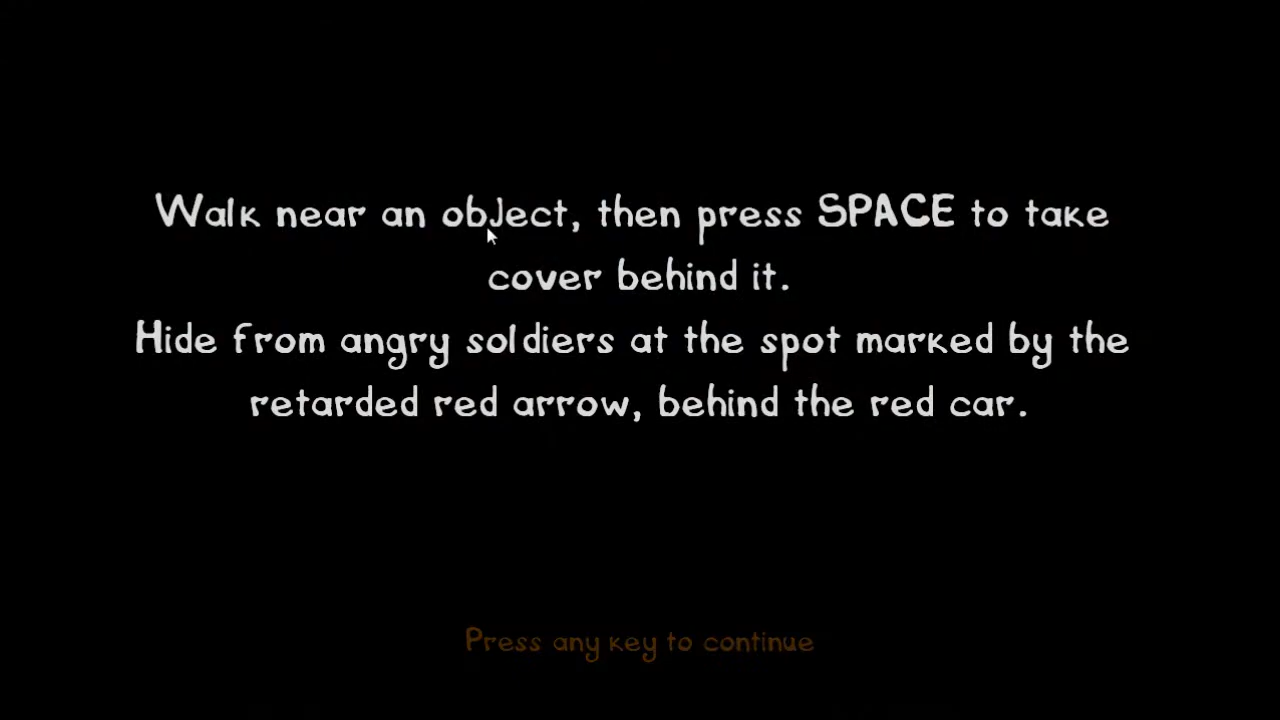 Walk near an object, then press SPACE to take
cover behind it.
Hide from angry soldiers at the spot marked by the
retarded red arrow, behind the red car.
Press any key to continue